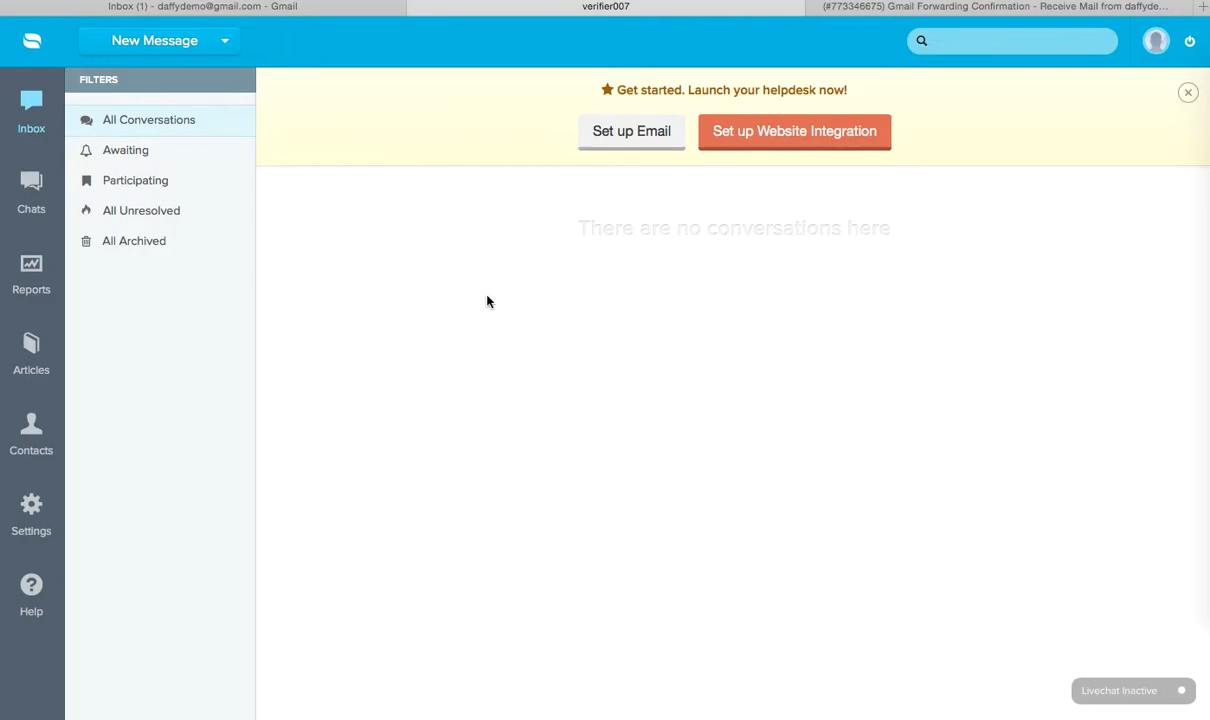 Inbox (1) - daffydemo@gmail.com - Gmail
verifier007
(#773346675) Gmail Forwarding Confirmation - Receive Mail from daffyde...
New Message
FILTERS
All Conversations
Awaiting
Participating
All Unresolved
All Archived
Inbox
Chats
Reports
Articles
Contacts
Settings
Help
Get started. Launch your helpdesk now!
Set up Email
Set up Website Integration
There are no conversations here
Livechat Inactive